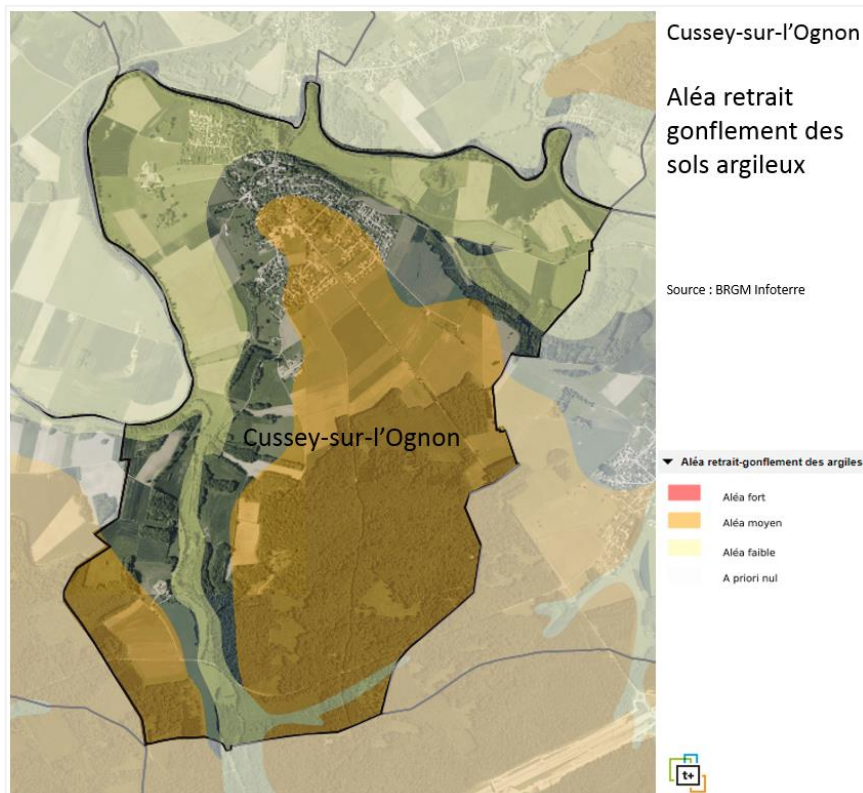 Cussey-sur-l'Ognon
Aléa retrait
gonflement des
sols argileux
Source : BRGM Infoterre
Cussey-sur-l'Ognon
▼ Aléa retrait-gonflement des argiles
Aléa fort
Aléa moyen
Aléa faible
A priori nul
t+